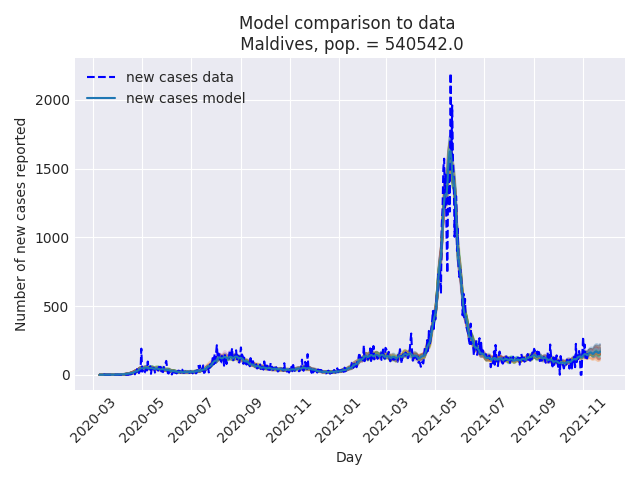 Model comparison to data
Maldives, pop. = 540542.0
new cases data
new cases model
Number of new cases reported
2000
1500
1000
500
0
2020-03
2020-05
2020-07
2020-09
2020-11
2021-01
2021-03
2021-05
2021-07
2021-09
2021-11
Day